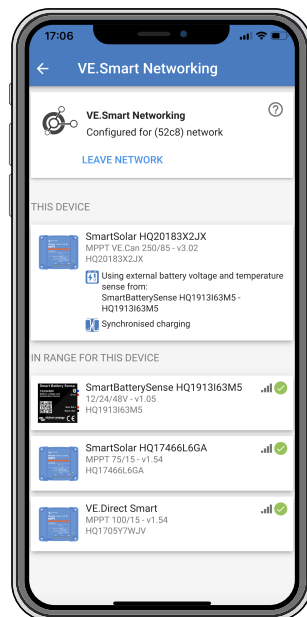 17:06
VE.Smart Networking
VE.Smart Networking
Configured for (52c8) network
LEAVE NETWORK
THIS DEVICE
SmartSolar HQ20183X2JX
MPPT VE.Can 250/85 - v3.02
HQ20183X2JX
Using external battery voltage and temperature
sense from:
SmartBatterySense HQ1913I63M5 -
HQ1913I63M5
Synchronised charging
IN RANGE FOR THIS DEVICE
SmartBatterySense HQ1913I63M5
12/24/48V - v1.05
HQ1913I63M5
Smart Battery Sense
SmartSolar HQ17466L6GA
MPPT 75/15 - v1.54
HQ17466L6GA
VE.Direct Smart
MPPT 100/15 - v1.54
HQ1705Y7WJV